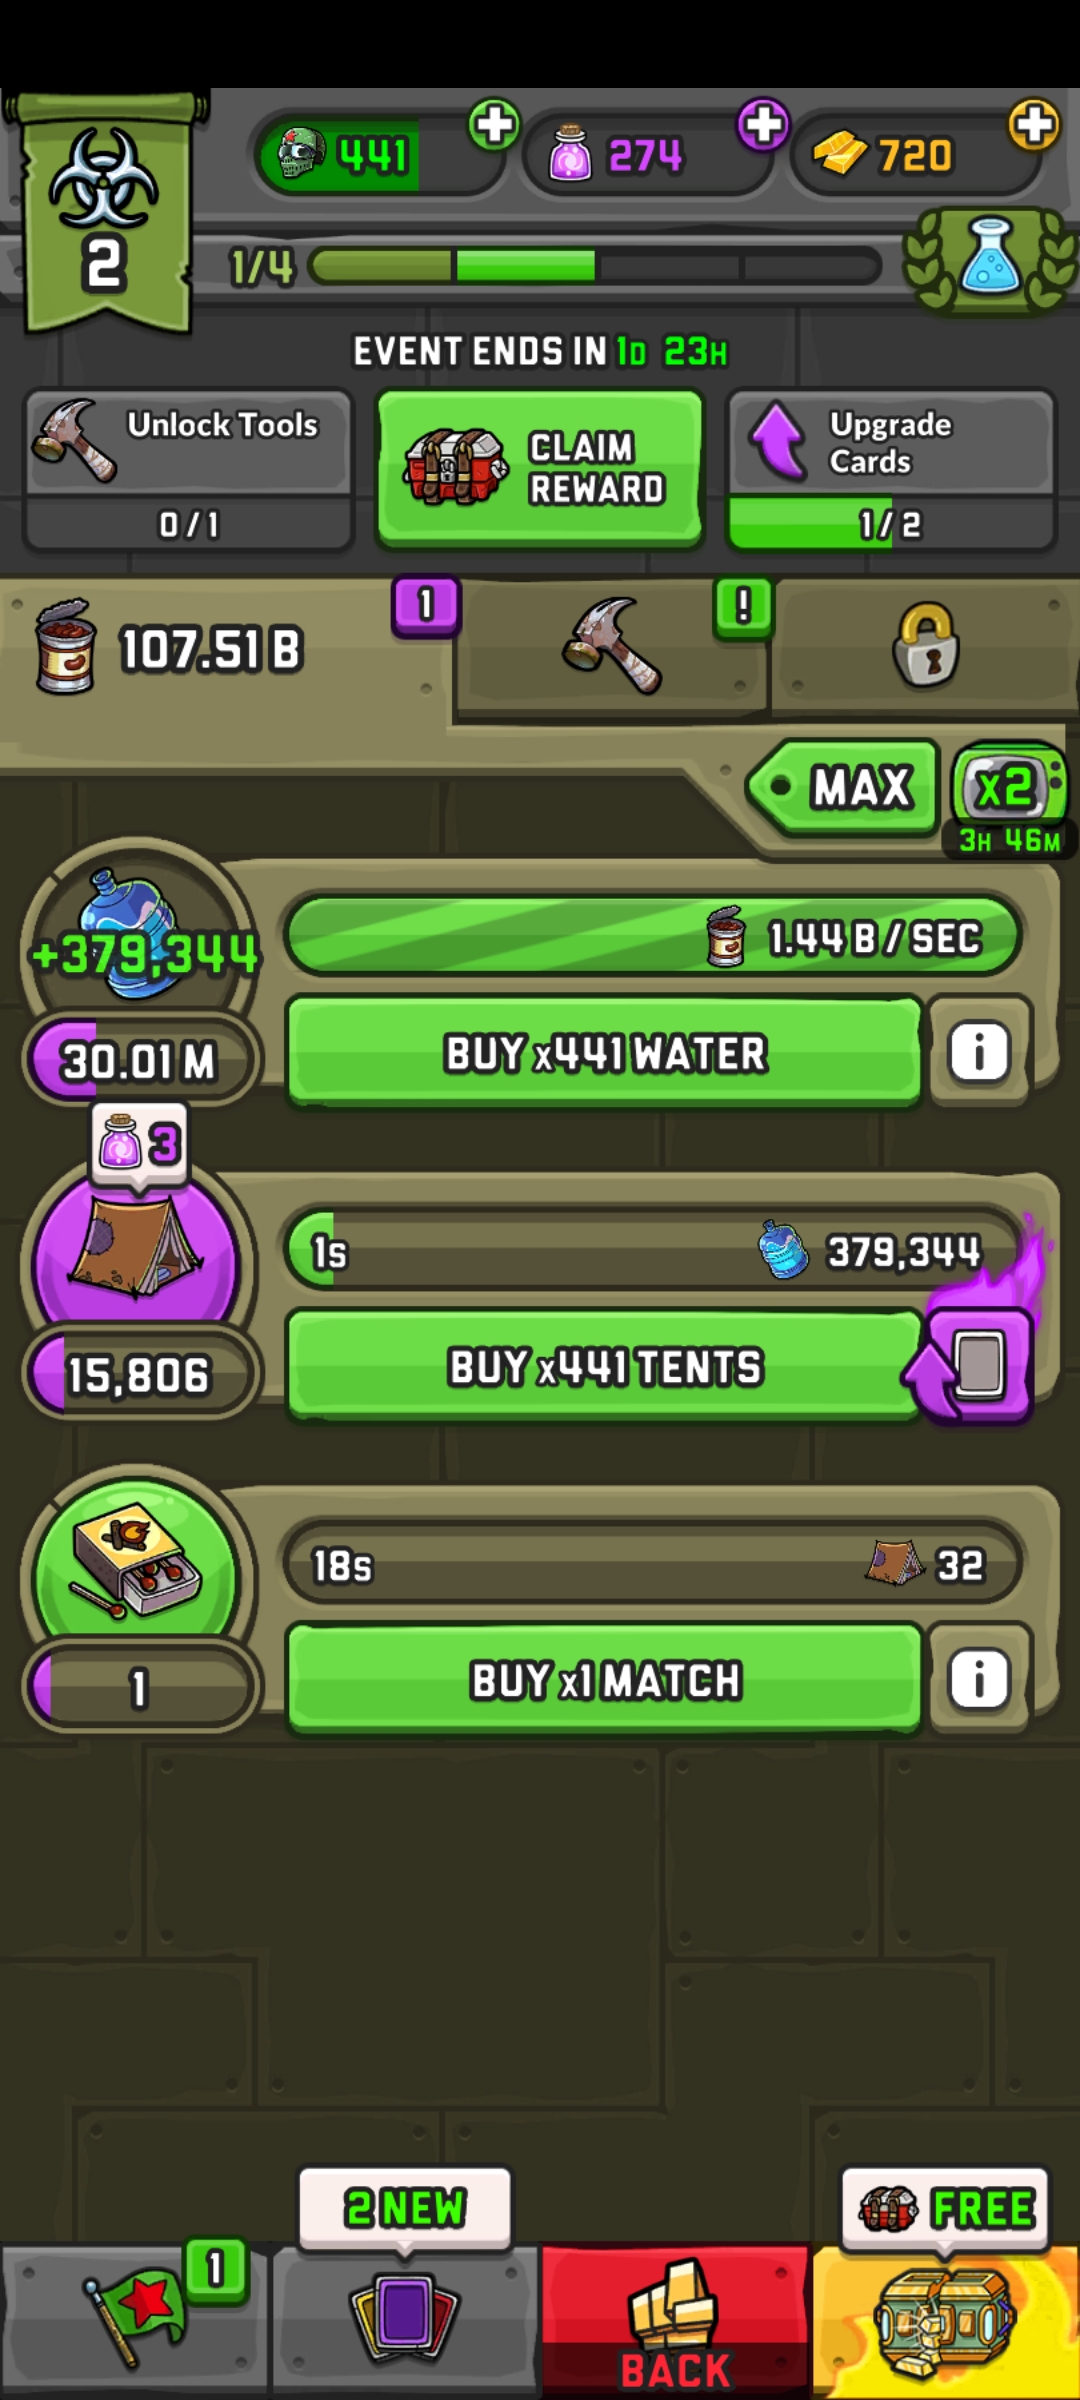 441
274
720
2
1/4
EVENT ENDS IN 1D 23H
Unlock Tools
0 / 1
CLAIM
REWARD
Upgrade
Cards
1 / 2
107.51 B
1
!
MAX
x2
3H 46M
+379,344
1.44 B / SEC
30.01 M
BUY x441 WATER
i
3
1s
379,344
15,806
BUY x441 TENTS
18s
32
1
BUY x1 MATCH
i
2 NEW
FREE
1
BACK